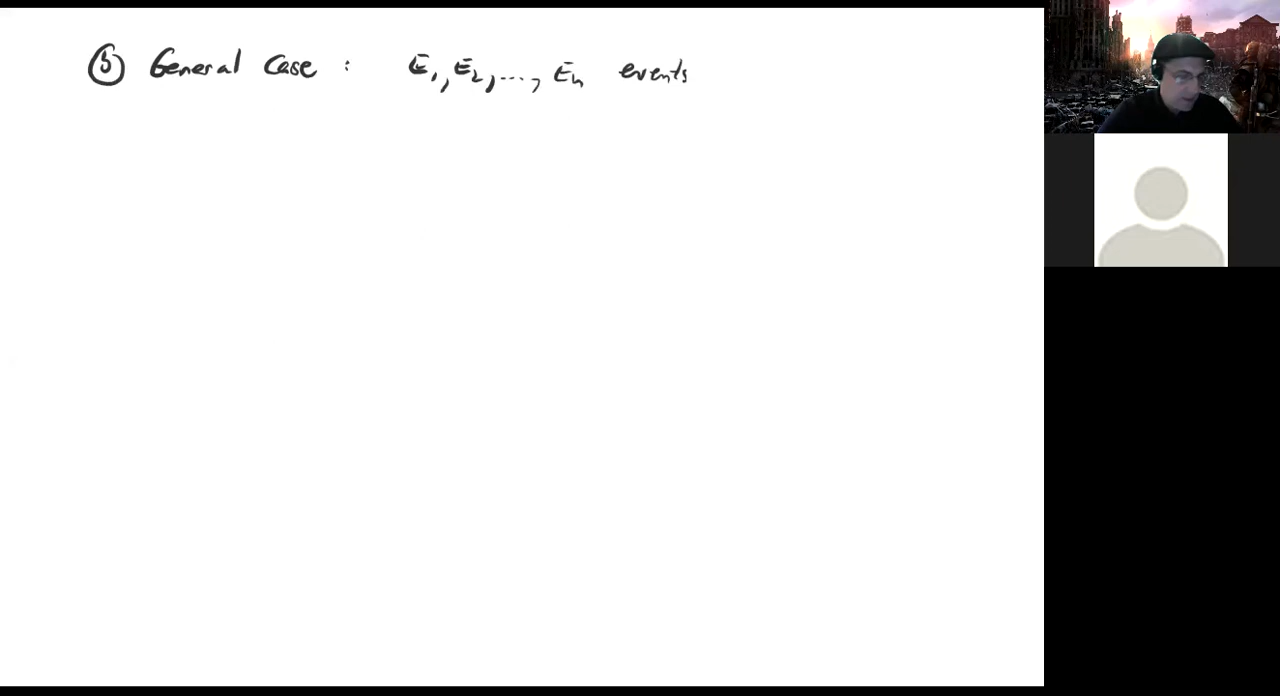 ⑤ General Case : E₁, E₂, ..., Eₙ events